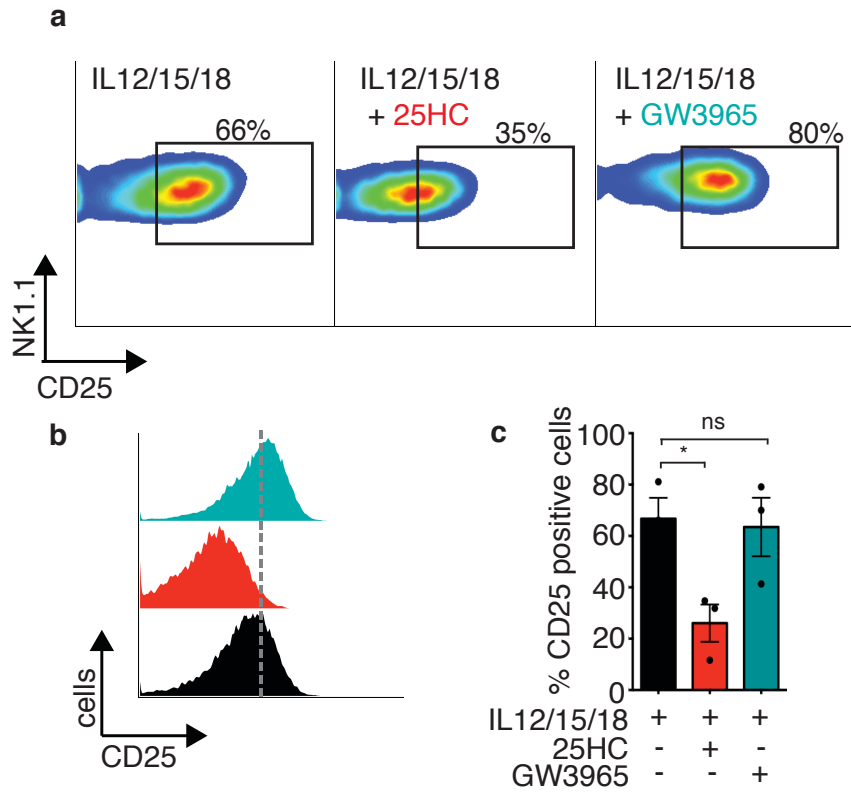 a
IL12/15/18
66%
IL12/15/18
+ 25HC
35%
IL12/15/18
+ GW3965
80%
NK1.1
CD25
b
cells
CD25
c
% CD25 positive cells
100
80
60
40
20
0
*
ns
IL12/15/18 + + +
25HC - + -
GW3965 - - +